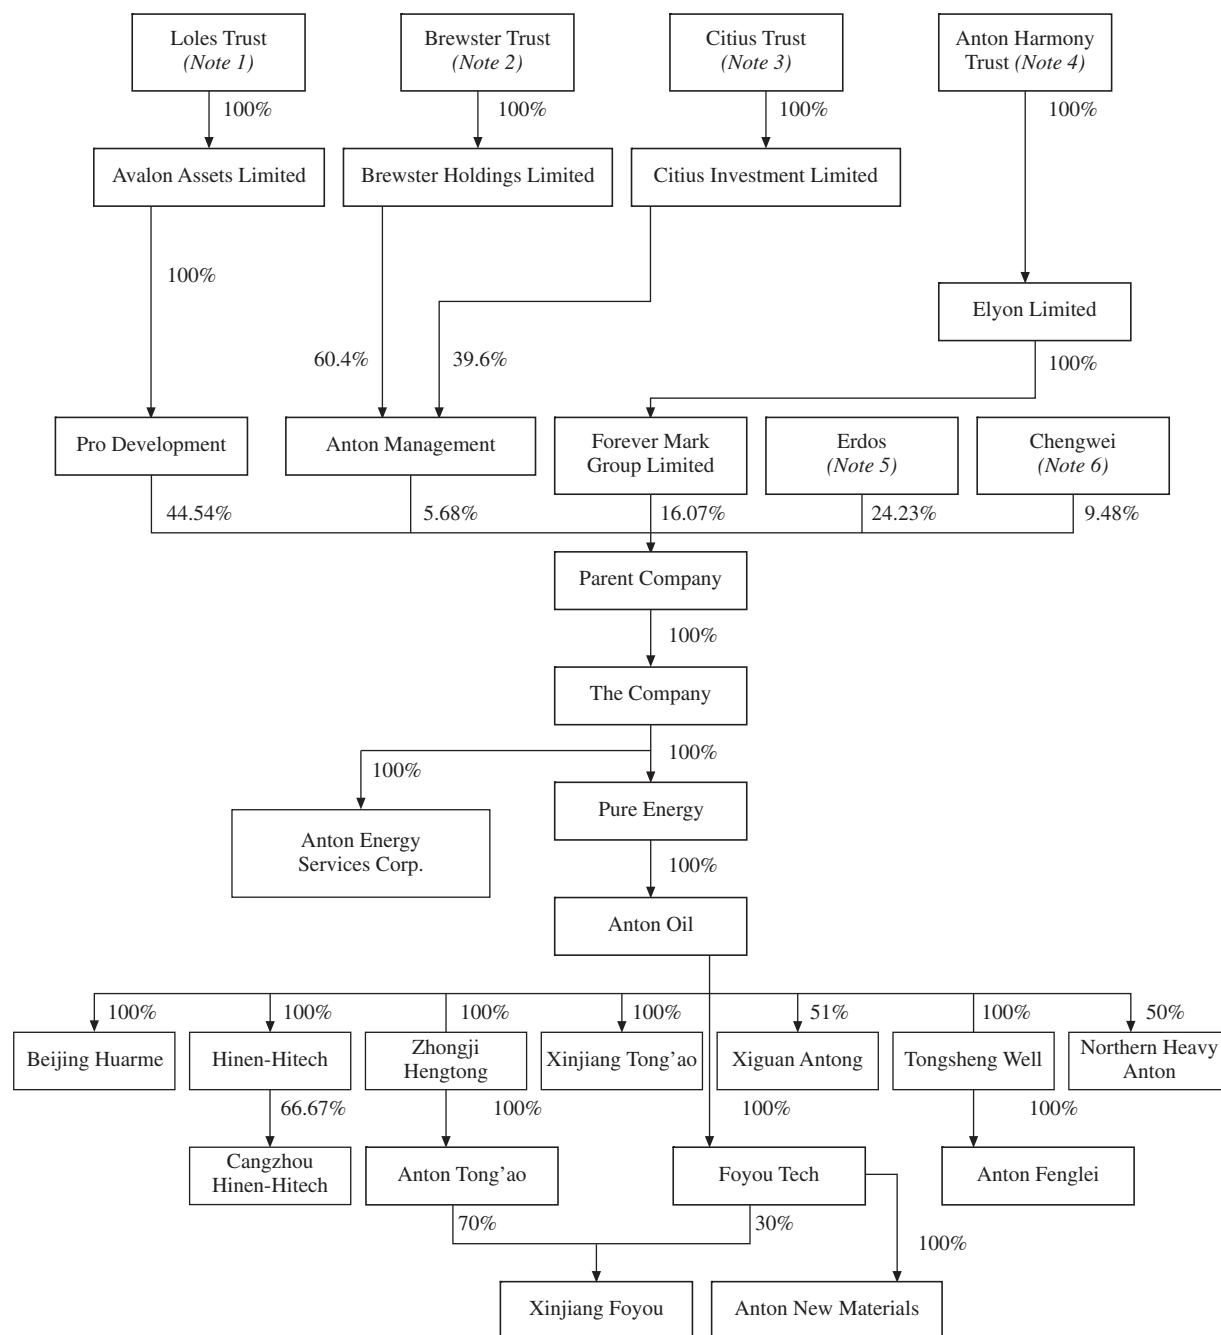 Loles Trust
(Note 1)
Brewster Trust
(Note 2)
Citius Trust
(Note 3)
Anton Harmony
Trust (Note 4)
100%
100%
100%
100%
Avalon Assets Limited
Brewster Holdings Limited
Citius Investment Limited
100%
Elyon Limited
60.4%
39.6%
100%
Pro Development
Anton Management
Forever Mark
Group Limited
Erdos
(Note 5)
Chengwei
(Note 6)
44.54%
5.68%
16.07%
24.23%
9.48%
Parent Company
100%
The Company
100%
100%
Anton Energy
Services Corp.
Pure Energy
100%
Anton Oil
100%
100%
100%
100%
51%
100%
50%
Beijing Huarme
Hinen-Hitech
Zhongji
Hengtong
Xinjiang Tong’ao
Xiguan Antong
Tongsheng Well
Northern Heavy
Anton
66.67%
100%
100%
100%
Cangzhou
Hinen-Hitech
Anton Tong’ao
Foyou Tech
Anton Fenglei
70%
30%
100%
Xinjiang Foyou
Anton New Materials